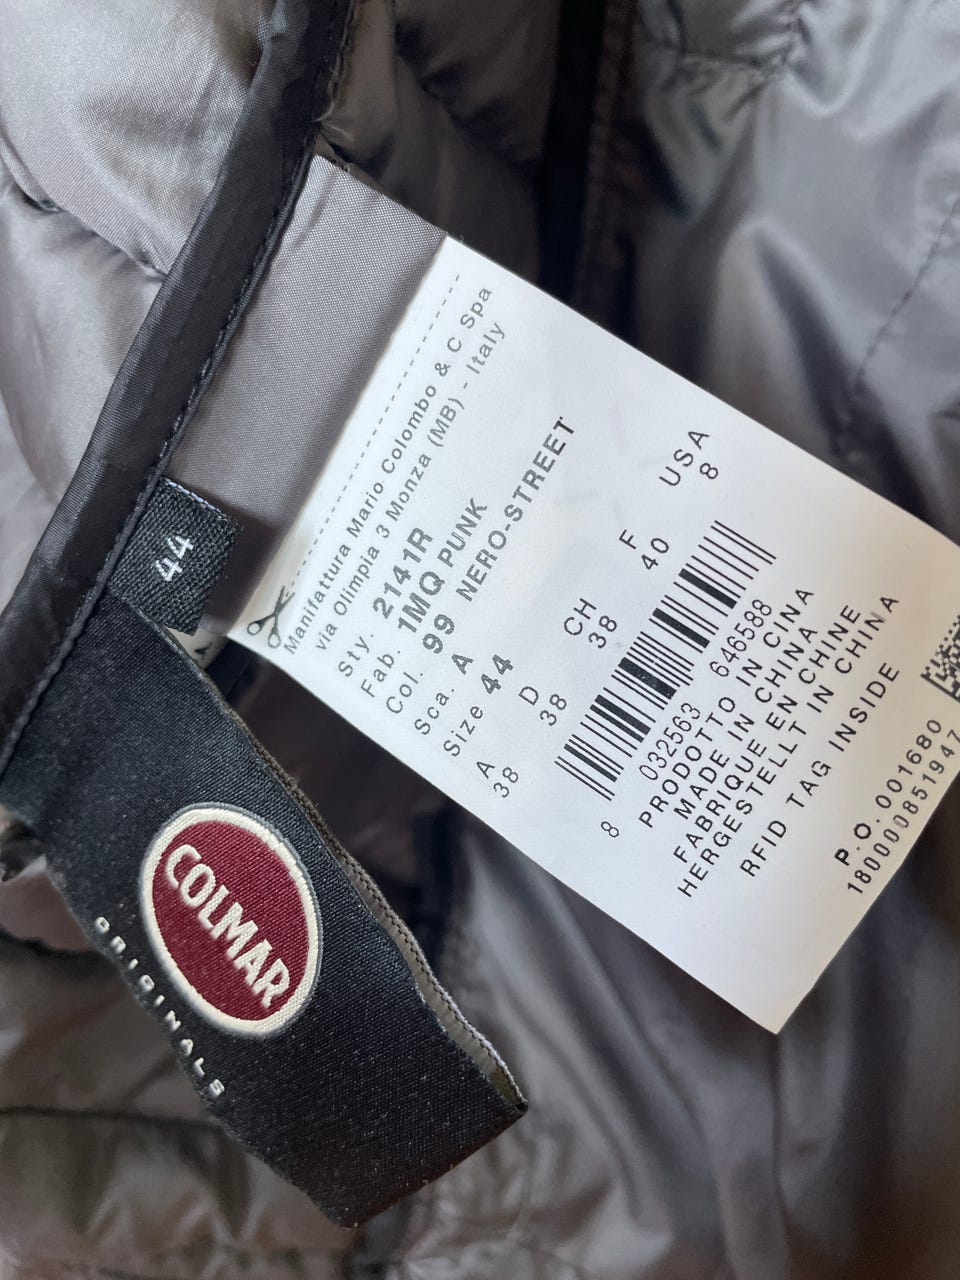 Manifattura Mario Colombo & C Spa
via Olimpia 3 Monza (MB) - Italy
Sty. 2141R
Fab. 1MQ PUNK
Col. 99 NERO-STREET
Sca. A
Size 44
A D CH F USA
38 38 38 40 8
8 032563 646588
PRODOTTO IN CINA
MADE IN CHINA
FABRIQUE EN CHINE
HERGESTELLT IN CHINA
RFID TAG INSIDE
P.O. 001680
180000851947
44
COLMAR
ORIGINALS